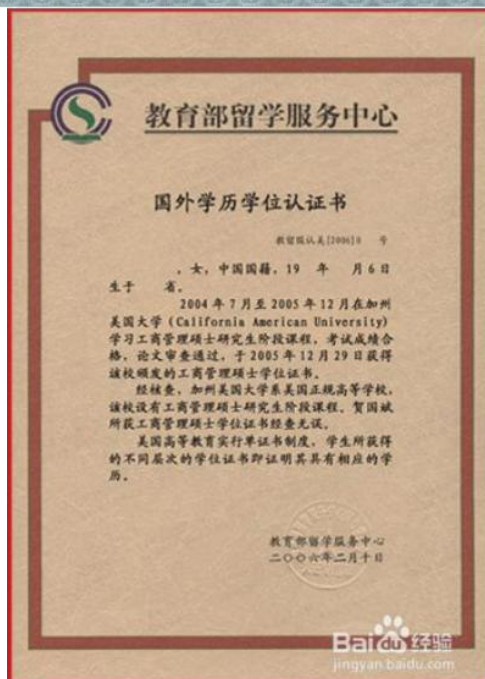 教育部留学服务中心
国外学历学位认证书
教留服认美[2006]0 号
，女，中国国籍，19 年 月6日
生于 省。
2004年7月至2005年12月在加州
美国大学（California American University）
学习工商管理硕士研究生阶段课程，考试成绩合
格，论文审查通过，于2005年12月29日获得
该校颁发的工商管理硕士学位证书。
经核查，加州美国大学系美国正规高等学校，
该校设有工商管理硕士研究生阶段课程。贺国斌
所获工商管理硕士学位证书经查无误。
美国高等教育实行单证书制度，学生所获得
的不同层次的学位证书即证明其具有相应的学
历。
教育部留学服务中心
二〇〇六年二月十日
Baidu 经验
jingyan.baidu.com